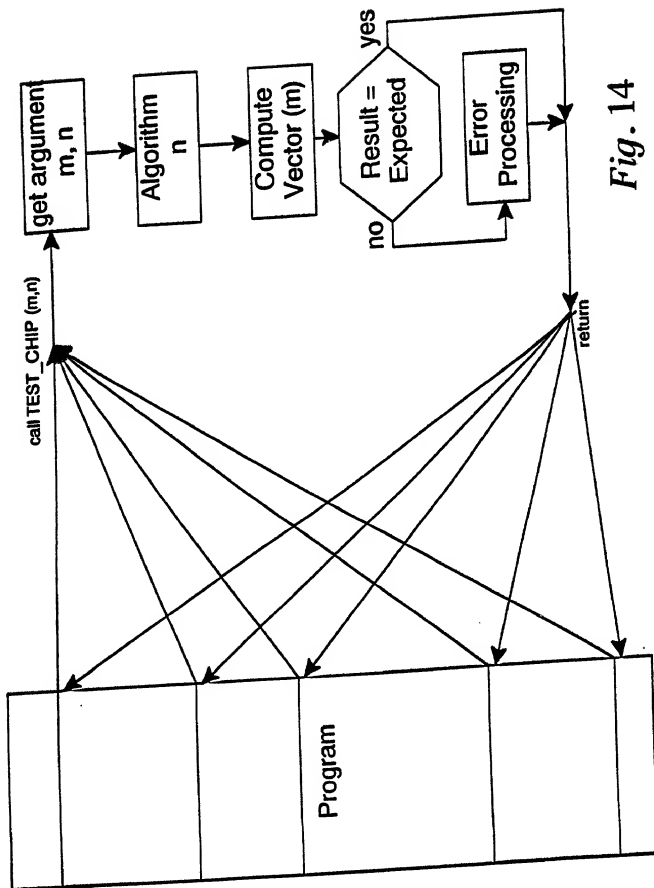 call TEST_CHIP (m,n)
get argument
m, n
Algorithm
n
Compute
Vector (m)
Result =
Expected
yes
no
Error
Processing
return
Program
Fig. 14